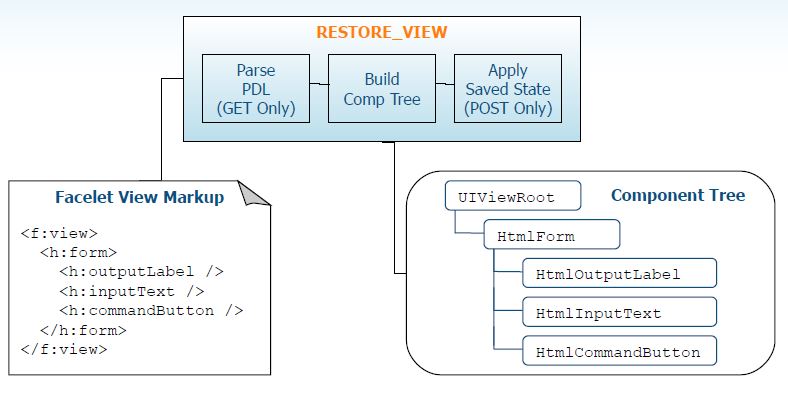 RESTORE_VIEW
Parse
PDL
(GET Only)
Build
Comp Tree
Apply
Saved State
(POST Only)
Facelet View Markup
<f:view>
<h:form>
<h:outputLabel />
<h:inputText />
<h:commandButton />
</h:form>
</f:view>
Component Tree
UIViewRoot
HtmlForm
HtmlOutputLabel
HtmlInputText
HtmlCommandButton